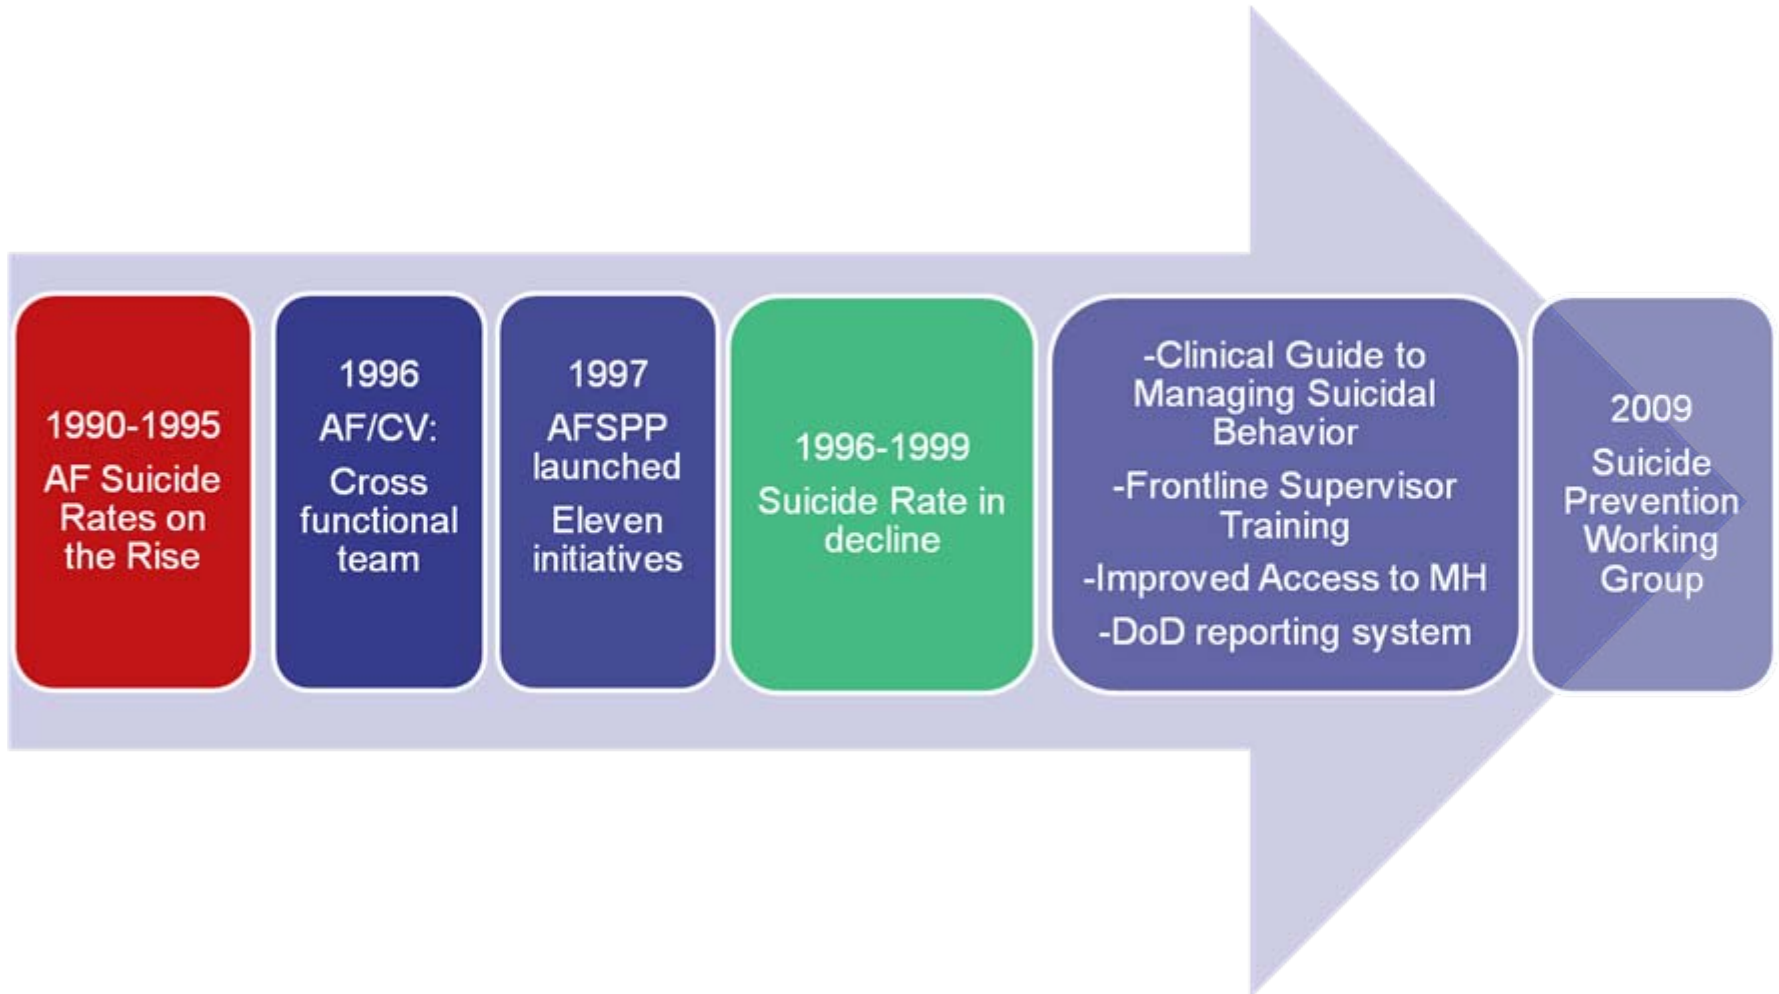 1990-1995
AF Suicide
Rates on
the Rise
1996
AF/CV:
Cross
functional
team
1997
AFSPP
launched
Eleven
initiatives
1996-1999
Suicide Rate in
decline
-Clinical Guide to
Managing Suicidal
Behavior
-Frontline Supervisor
Training
-Improved Access to MH
-DoD reporting system
2009
Suicide
Prevention
Working
Group